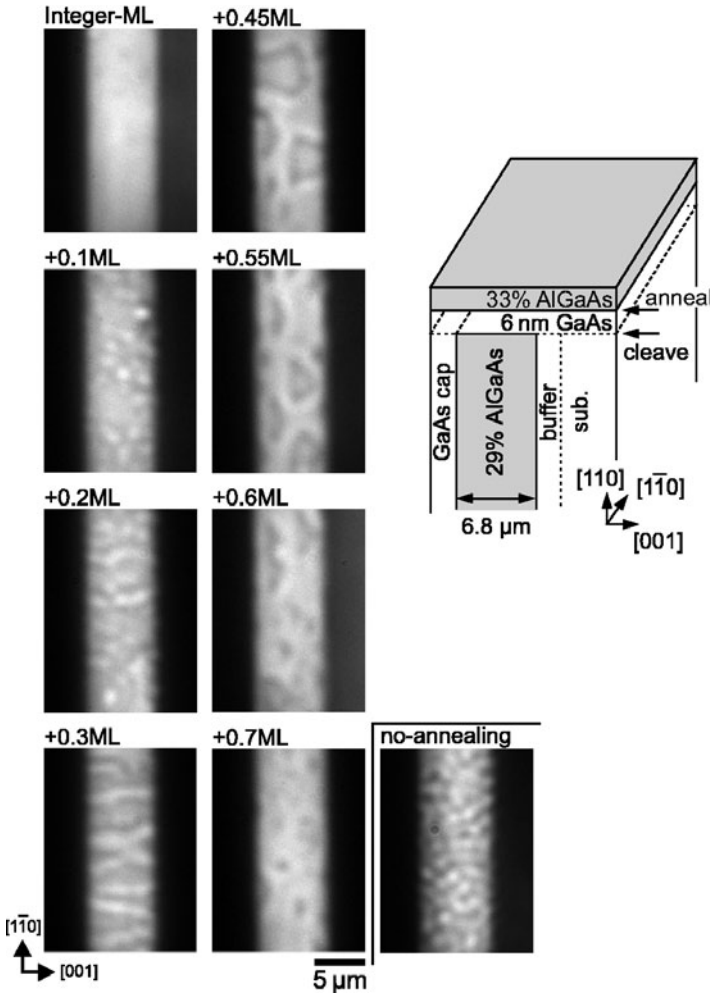 Integer-ML
+0.45ML
+0.1ML
+0.55ML
+0.2ML
+0.6ML
+0.3ML
+0.7ML
no-annealing
[11̄0]
[001]
5 µm
33% AlGaAs
6 nm GaAs
anneal
cleave
GaAs cap
29% AlGaAs
buffer
sub.
6.8 µm
[110]
[11̄0]
[001]